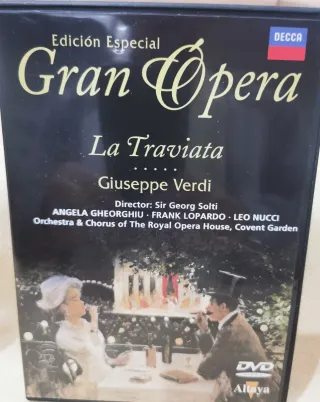 Edición Especial
DECCA
Gran Ópera
La Traviata
Giuseppe Verdi
Director: Sir Georg Solti
ANGELA GHEORGHIU · FRANK LOPARDO · LEO NUCCI
Orchestra & Chorus of The Royal Opera House, Covent Garden
DVD
Altaya